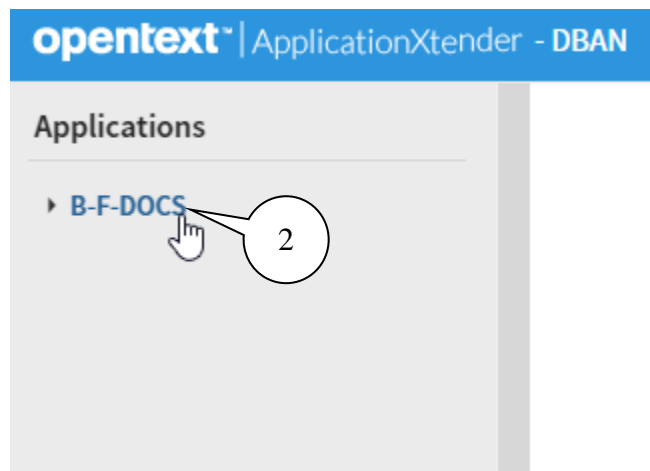 opentext™ | ApplicationXtender - DBAN
Applications
B-F-DOCS
2